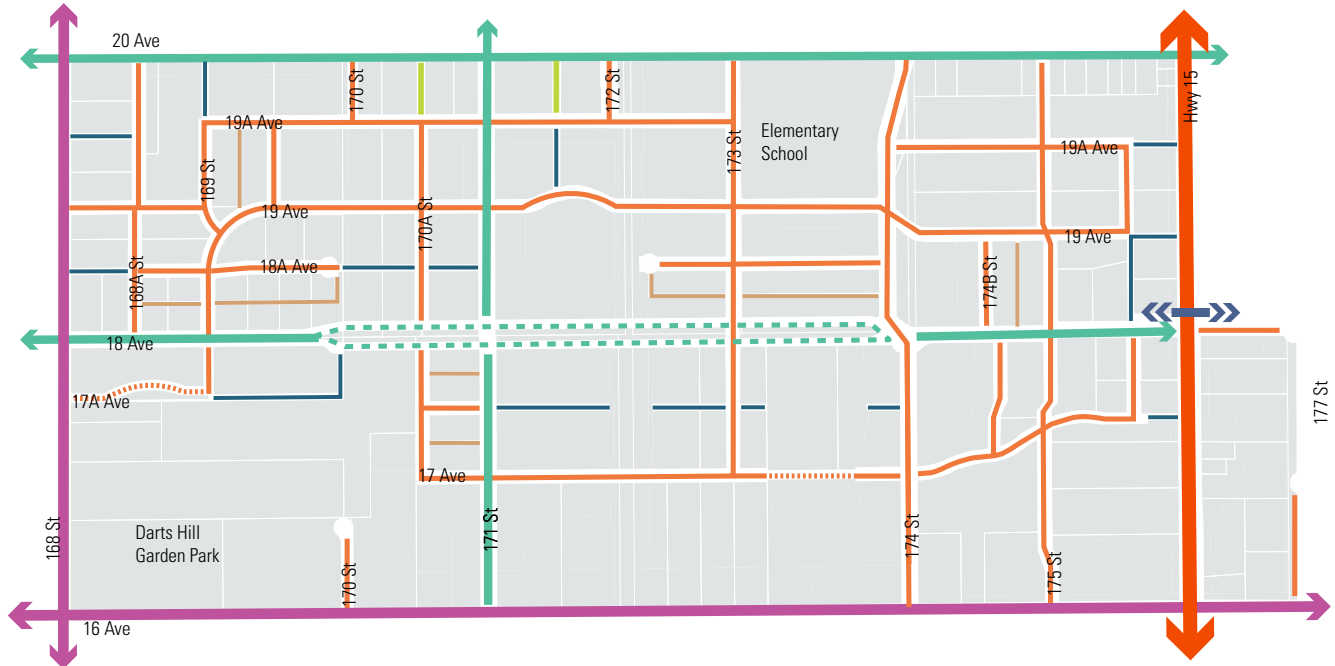 20 Ave
Hwy 15
170 St
172 St
19A Ave
173 St
Elementary
School
19A Ave
169 St
19 Ave
170A St
19 Ave
18A Ave
168A St
174B St
18 Ave
17A Ave
177 St
17 Ave
168 St
Darts Hill
Garden Park
171 St
174 St
170 St
175 St
16 Ave